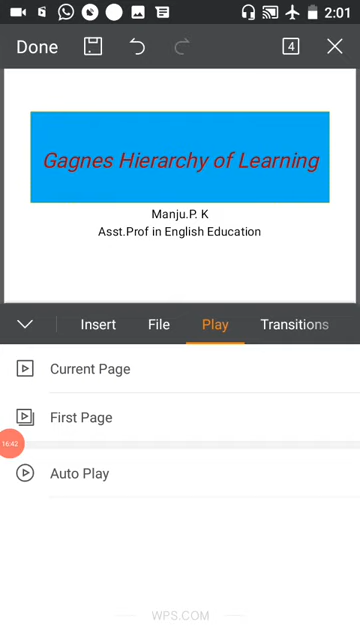 2:01
Done
4
Gagnes Hierarchy of Learning
Manju.P. K
Asst.Prof in English Education
Insert File Play Transitions
Current Page
First Page
16:42
Auto Play
WPS.COM